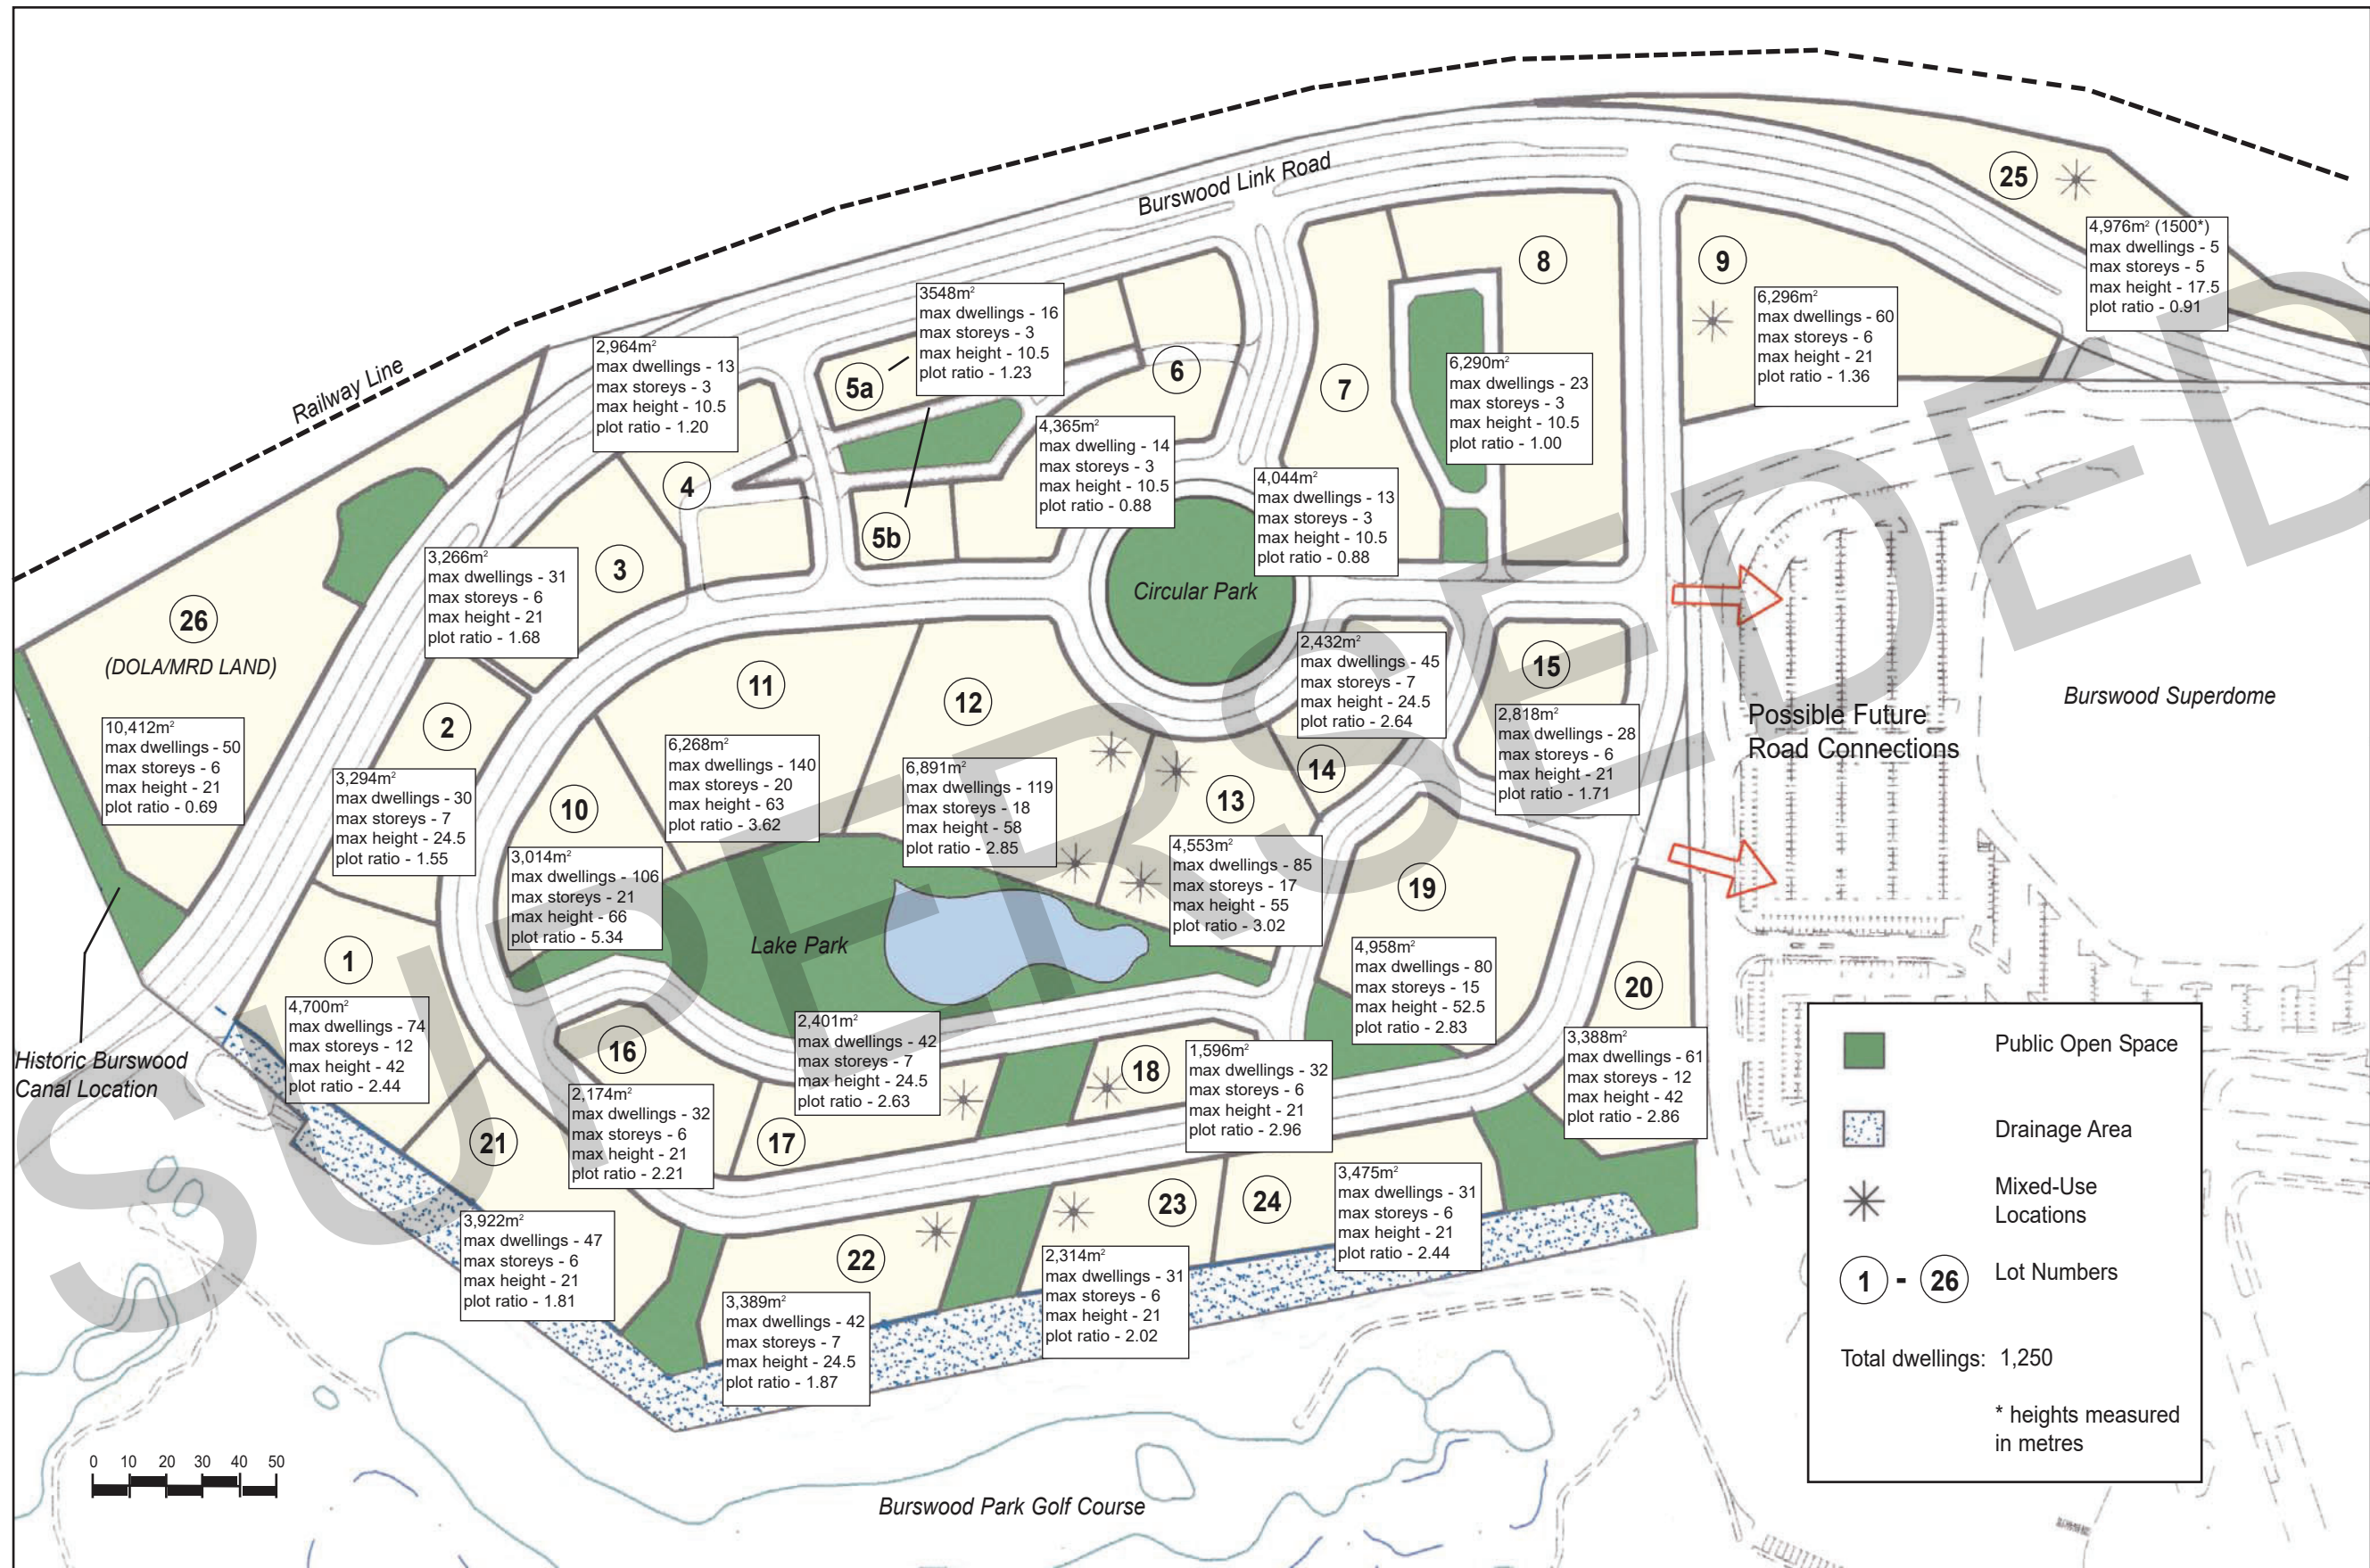 Burswood Link Road
25
4,976m² (1500*)
max dwellings - 5
max storeys - 5
max height - 17.5
plot ratio - 0.91
8
9
6,296m²
max dwellings - 60
max storeys - 6
max height - 21
plot ratio - 1.36
3548m²
max dwellings - 16
max storeys - 3
max height - 10.5
plot ratio - 1.23
5a
6
7
6,290m²
max dwellings - 23
max storeys - 3
max height - 10.5
plot ratio - 1.00
Railway Line
2,964m²
max dwellings - 13
max storeys - 3
max height - 10.5
plot ratio - 1.20
4
4,365m²
max dwelling - 14
max storeys - 3
max height - 10.5
plot ratio - 0.88
4,044m²
max dwellings - 13
max storeys - 3
max height - 10.5
plot ratio - 0.88
5b
3,266m²
max dwellings - 31
max storeys - 6
max height - 21
plot ratio - 1.68
3
Circular Park
26
(DOLA/MRD LAND)
10,412m²
max dwellings - 50
max storeys - 6
max height - 21
plot ratio - 0.69
2
3,294m²
max dwellings - 30
max storeys - 7
max height - 24.5
plot ratio - 1.55
11
6,268m²
max dwellings - 140
max storeys - 20
max height - 63
plot ratio - 3.62
12
6,891m²
max dwellings - 119
max storeys - 18
max height - 58
plot ratio - 2.85
2,432m²
max dwellings - 45
max storeys - 7
max height - 24.5
plot ratio - 2.64
14
15
2,818m²
max dwellings - 28
max storeys - 6
max height - 21
plot ratio - 1.71
Possible Future
Road Connections
Burswood Superdome
10
3,014m²
max dwellings - 106
max storeys - 21
max height - 66
plot ratio - 5.34
13
4,553m²
max dwellings - 85
max storeys - 17
max height - 55
plot ratio - 3.02
Lake Park
19
4,958m²
max dwellings - 80
max storeys - 15
max height - 52.5
plot ratio - 2.83
20
3,388m²
max dwellings - 61
max storeys - 12
max height - 42
plot ratio - 2.86
1
4,700m²
max dwellings - 74
max storeys - 12
max height - 42
plot ratio - 2.44
Historic Burswood
Canal Location
16
2,174m²
max dwellings - 32
max storeys - 6
max height - 21
plot ratio - 2.21
2,401m²
max dwellings - 42
max storeys - 7
max height - 24.5
plot ratio - 2.63
17
18
1,596m²
max dwellings - 32
max storeys - 6
max height - 21
plot ratio - 2.96
21
3,922m²
max dwellings - 47
max storeys - 6
max height - 21
plot ratio - 1.81
22
3,389m²
max dwellings - 42
max storeys - 7
max height - 24.5
plot ratio - 1.87
23
2,314m²
max dwellings - 31
max storeys - 6
max height - 21
plot ratio - 2.02
24
3,475m²
max dwellings - 31
max storeys - 6
max height - 21
plot ratio - 2.44
Public Open Space
Drainage Area
Mixed-Use
Locations
1 - 26 Lot Numbers
Total dwellings: 1,250
* heights measured
in metres
0 10 20 30 40 50
Burswood Park Golf Course
SUPERSEDED